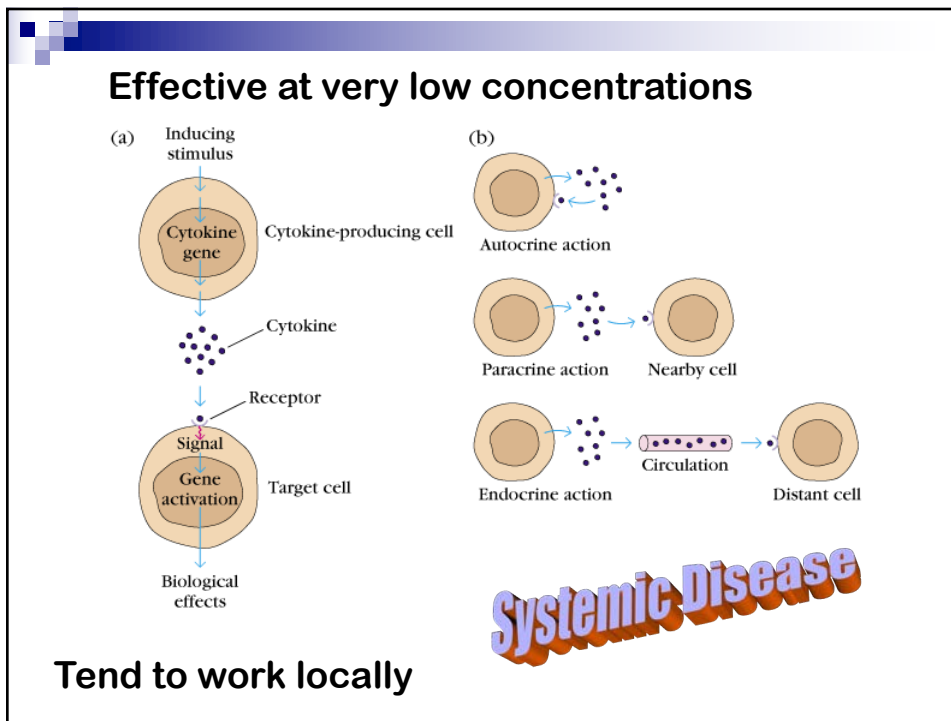 Effective at very low concentrations
(a)
Inducing
stimulus
Cytokine
gene
Cytokine-producing cell
Cytokine
Receptor
Signal
Gene
activation
Target cell
Biological
effects
(b)
Autocrine action
Paracrine action
Nearby cell
Circulation
Endocrine action
Distant cell
Systemic Disease
Tend to work locally